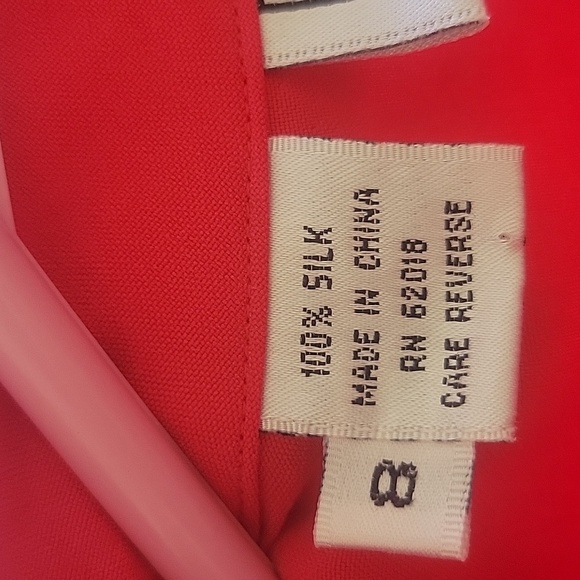 100% SILK
MADE IN CHINA
RN 62018
CARE REVERSE
8